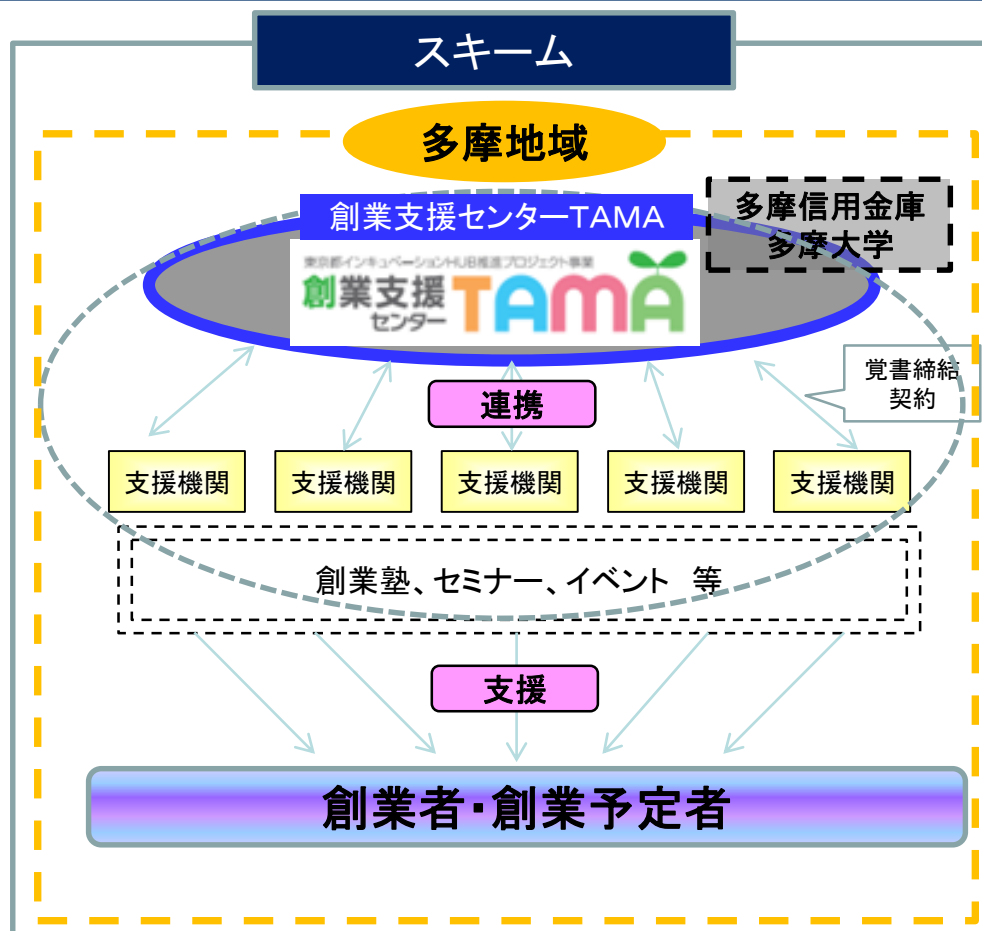 スキーム
多摩地域
創業支援センターTAMA
多摩信用金庫
多摩大学
東京都インキュベーションHUB推進プロジェクト事業
創業支援
センター
TAMA
覚書締結
契約
連携
支援機関 支援機関 支援機関 支援機関 支援機関
創業塾、セミナー、イベント　等
支援
創業者・創業予定者